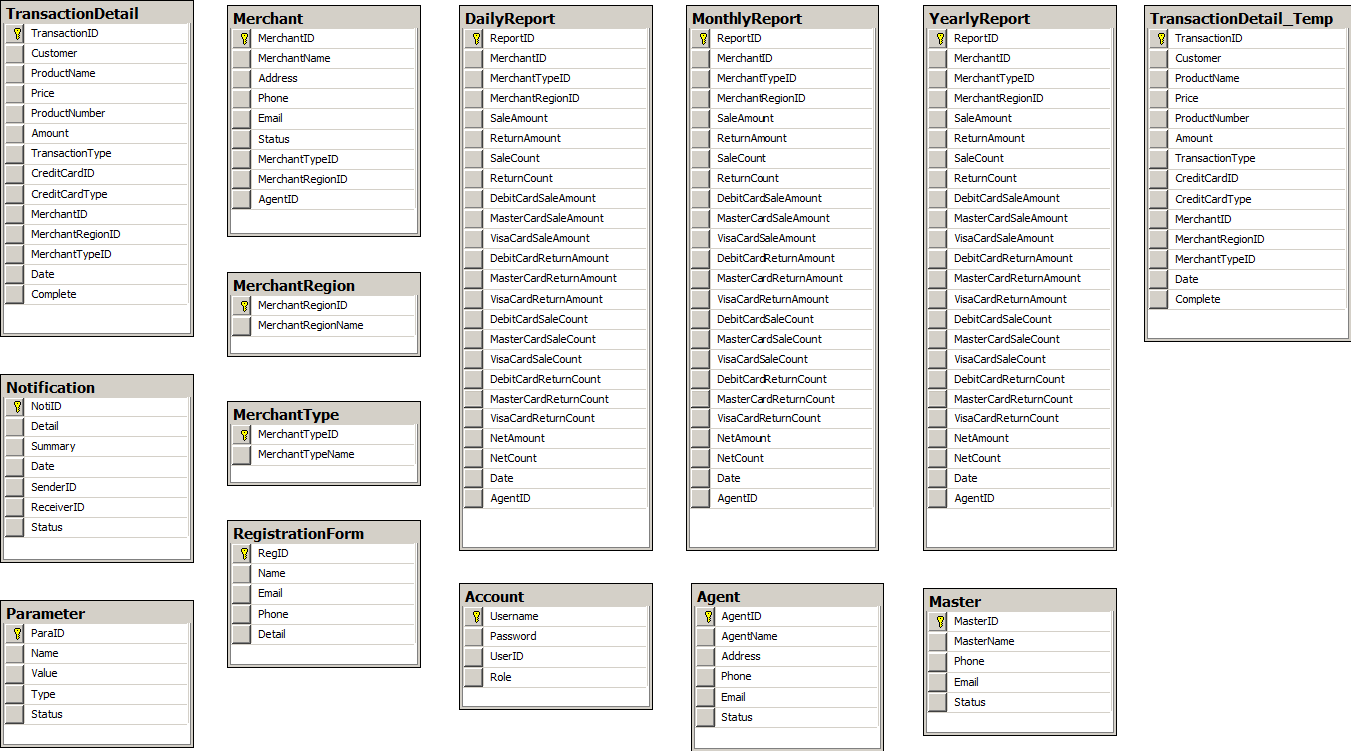 TransactionDetail
TransactionID
Customer
ProductName
Price
ProductNumber
Amount
TransactionType
CreditCardID
CreditCardType
MerchantID
MerchantRegionID
MerchantTypeID
Date
Complete
Notification
NotiID
Detail
Summary
Date
SenderID
ReceiverID
Status
Parameter
ParaID
Name
Value
Type
Status
Merchant
MerchantID
MerchantName
Address
Phone
Email
Status
MerchantTypeID
MerchantRegionID
AgentID
MerchantRegion
MerchantRegionID
MerchantRegionName
MerchantType
MerchantTypeID
MerchantTypeName
RegistrationForm
RegID
Name
Email
Phone
Detail
DailyReport
ReportID
MerchantID
MerchantTypeID
MerchantRegionID
SaleAmount
ReturnAmount
SaleCount
ReturnCount
DebitCardSaleAmount
MasterCardSaleAmount
VisaCardSaleAmount
DebitCardReturnAmount
MasterCardReturnAmount
VisaCardReturnAmount
DebitCardSaleCount
MasterCardSaleCount
VisaCardSaleCount
DebitCardReturnCount
MasterCardReturnCount
VisaCardReturnCount
NetAmount
NetCount
Date
AgentID
Account
Username
Password
UserID
Role
MonthlyReport
ReportID
MerchantID
MerchantTypeID
MerchantRegionID
SaleAmount
ReturnAmount
SaleCount
ReturnCount
DebitCardSaleAmount
MasterCardSaleAmount
VisaCardSaleAmount
DebitCardReturnAmount
MasterCardReturnAmount
VisaCardReturnAmount
DebitCardSaleCount
MasterCardSaleCount
VisaCardSaleCount
DebitCardReturnCount
MasterCardReturnCount
VisaCardReturnCount
NetAmount
NetCount
Date
AgentID
Agent
AgentID
AgentName
Address
Phone
Email
Status
YearlyReport
ReportID
MerchantID
MerchantTypeID
MerchantRegionID
SaleAmount
ReturnAmount
SaleCount
ReturnCount
DebitCardSaleAmount
MasterCardSaleAmount
VisaCardSaleAmount
DebitCardReturnAmount
MasterCardReturnAmount
VisaCardReturnAmount
DebitCardSaleCount
MasterCardSaleCount
VisaCardSaleCount
DebitCardReturnCount
MasterCardReturnCount
VisaCardReturnCount
NetAmount
NetCount
Date
AgentID
Master
MasterID
MasterName
Phone
Email
Status
TransactionDetail_Temp
TransactionID
Customer
ProductName
Price
ProductNumber
Amount
TransactionType
CreditCardID
CreditCardType
MerchantID
MerchantRegionID
MerchantTypeID
Date
Complete